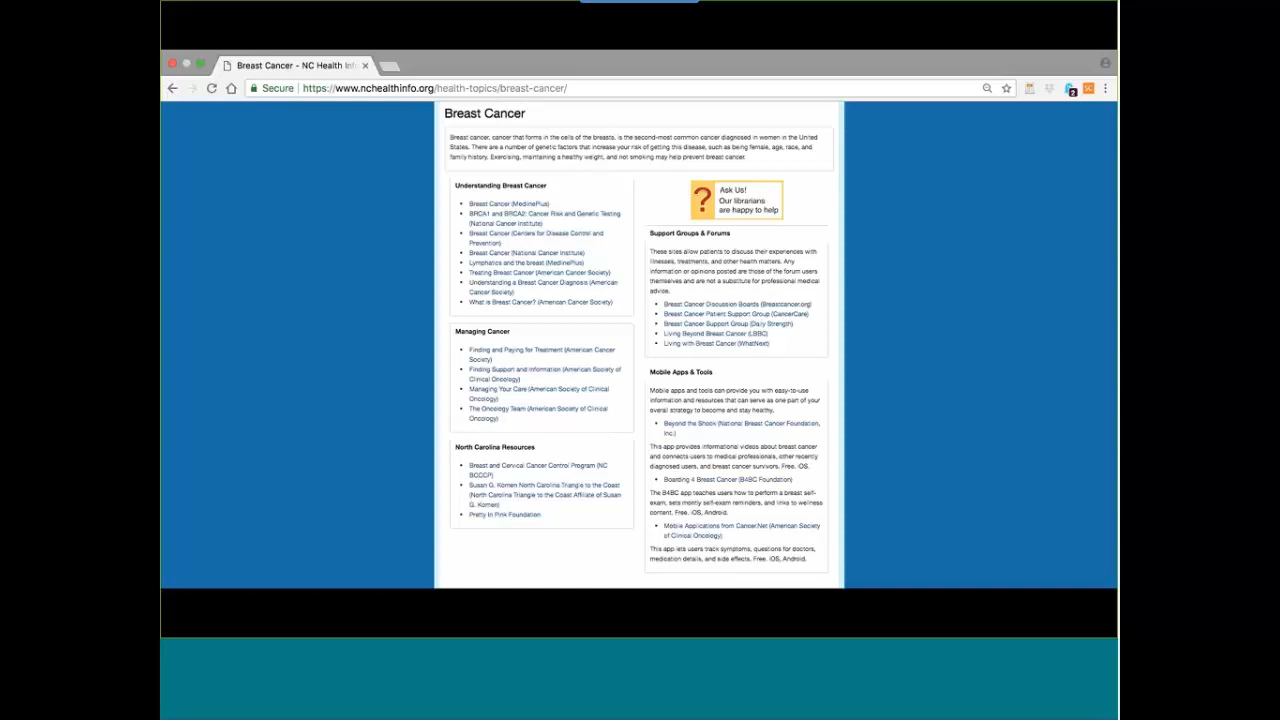 Breast Cancer - NC Health Inf
Secure
https://www.nchealthinfo.org/health-topics/breast-cancer/
2
SC
Breast Cancer
Breast cancer, cancer that forms in the cells of the breasts, is the second-most common cancer diagnosed in women in the United
States. There are a number of genetic factors that increase your risk of getting this disease, such as being female, age, race, and
family history. Exercising, maintaining a healthy weight, and not smoking may help prevent breast cancer.
Understanding Breast Cancer
Breast Cancer (MedlinePlus)
BRCA1 and BRCA2: Cancer Risk and Genetic Testing
(National Cancer Institute)
Breast Cancer (Centers for Disease Control and
Prevention)
Breast Cancer (National Cancer Institute)
Lymphatics and the breast (MedlinePlus)
Treating Breast Cancer (American Cancer Society)
Understanding a Breast Cancer Diagnosis (American
Cancer Society)
What is Breast Cancer? (American Cancer Society)
Managing Cancer
Finding and Paying for Treatment (American Cancer
Society)
Finding Support and Information (American Society of
Clinical Oncology)
Managing Your Care (American Society of Clinical
Oncology)
The Oncology Team (American Society of Clinical
Oncology)
North Carolina Resources
Breast and Cervical Cancer Control Program (NC
BCCCP)
Susan G. Komen North Carolina Triangle to the Coast
(North Carolina Triangle to the Coast Affiliate of Susan
G. Komen)
Pretty In Pink Foundation
?
Ask Us!
Our librarians
are happy to help
Support Groups & Forums
These sites allow patients to discuss their experiences with
illnesses, treatments, and other health matters. Any
information or opinions posted are those of the forum users
themselves and are not a substitute for professional medical
advice.
Breast Cancer Discussion Boards (Breastcancer.org)
Breast Cancer Patient Support Group (CancerCare)
Breast Cancer Support Group (Daily Strength)
Living Beyond Breast Cancer (LBBC)
Living with Breast Cancer (WhatNext)
Mobile Apps & Tools
Mobile apps and tools can provide you with easy-to-use
information and resources that can serve as one part of your
overall strategy to become and stay healthy.
Beyond the Shock (National Breast Cancer Foundation,
Inc.)
This app provides informational videos about breast cancer
and connects users to medical professionals, other recently
diagnosed users, and breast cancer survivors. Free. iOS.
Boarding 4 Breast Cancer (B4BC Foundation)
The B4BC app teaches users how to perform a breast self-
exam, sets montly self-exam reminders, and links to wellness
content. Free. iOS, Android.
Mobile Applications from Cancer.Net (American Society
of Clinical Oncology)
This app lets users track symptoms, questions for doctors,
medication details, and side effects. Free. iOS, Android.